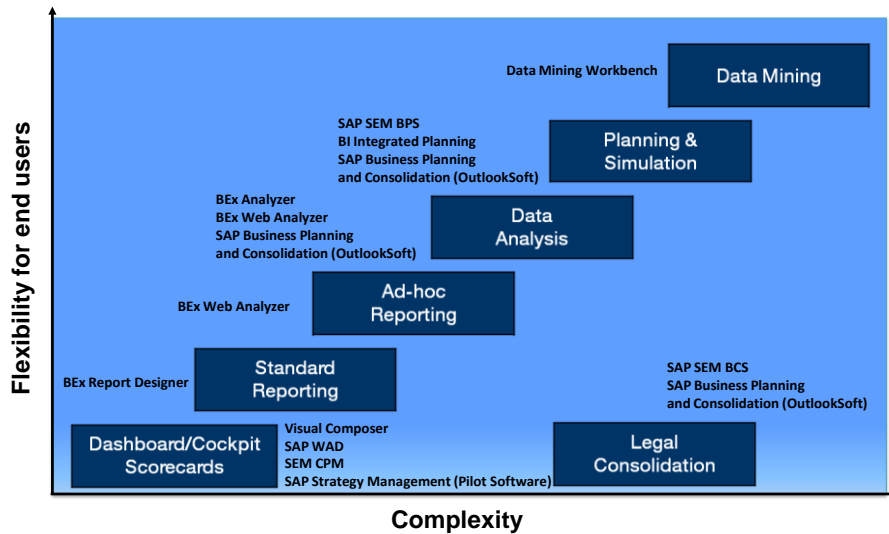 Flexibility for end users
Data Mining Workbench
Data Mining
SAP SEM BPS
BI Integrated Planning
SAP Business Planning
and Consolidation (OutlookSoft)
Planning &
Simulation
BEx Analyzer
BEx Web Analyzer
SAP Business Planning
and Consolidation (OutlookSoft)
Data
Analysis
BEx Web Analyzer
Ad-hoc
Reporting
BEx Report Designer
Standard
Reporting
SAP SEM BCS
SAP Business Planning
and Consolidation (OutlookSoft)
Dashboard/Cockpit
Scorecards
Visual Composer
SAP WAD
SEM CPM
SAP Strategy Management (Pilot Software)
Legal
Consolidation
Complexity